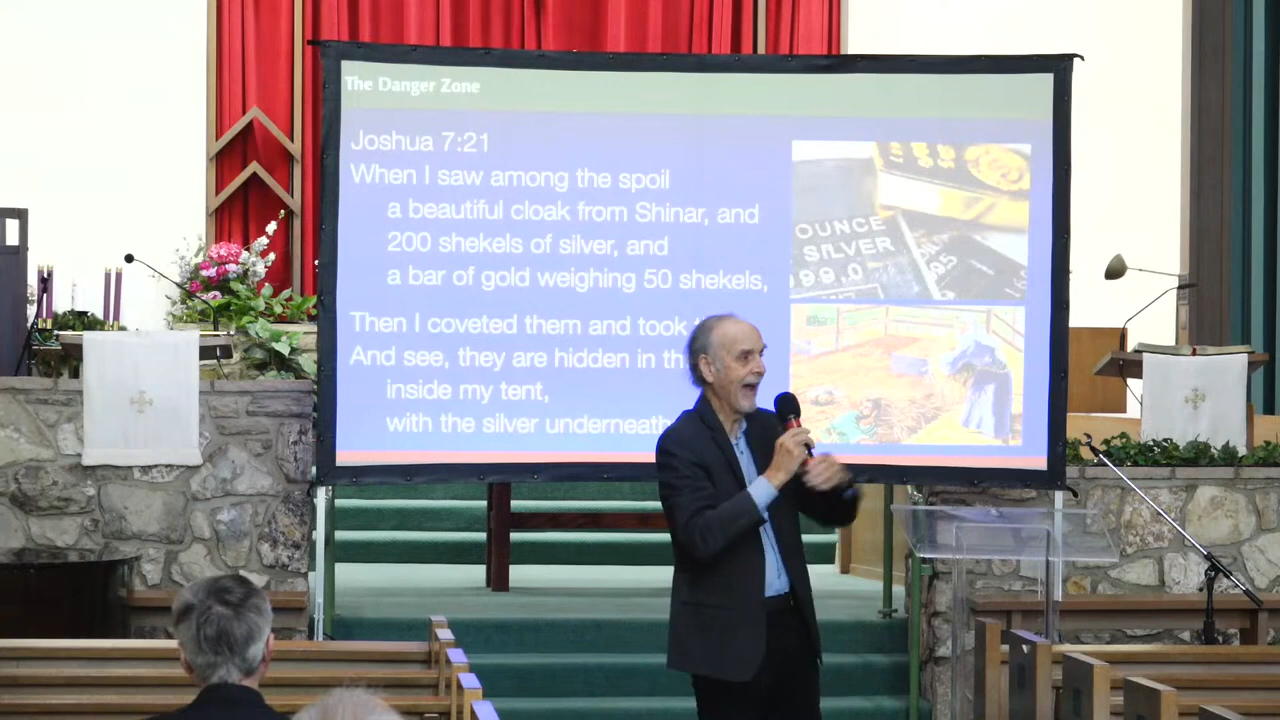 The Danger Zone
Joshua 7:21
When I saw among the spoil
a beautiful cloak from Shinar, and
200 shekels of silver, and
a bar of gold weighing 50 shekels,
Then I coveted them and took
And see, they are hidden in
inside my tent,
with the silver underneath
OUNCE
SILVER
999.0